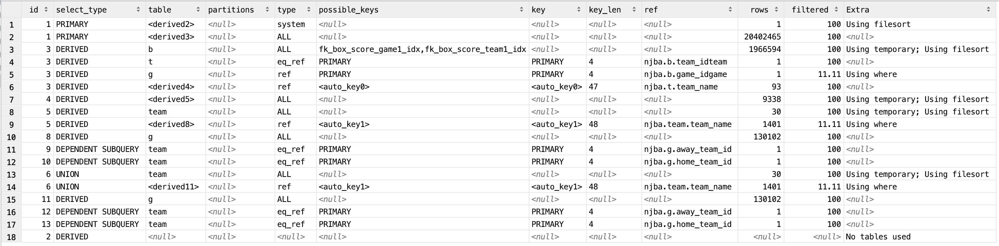 id select_type table partitions type possible_keys key key_len ref rows filtered Extra
1 1 PRIMARY <derived2> <null> system <null> <null> <null> <null> 1 100 Using filesort
2 1 PRIMARY <derived3> <null> ALL <null> <null> <null> <null> 20402465 100 <null>
3 3 DERIVED b <null> ALL fk_box_score_game1_idx,fk_box_score_team1_idx <null> <null> <null> 1966594 100 Using temporary; Using filesort
4 3 DERIVED t <null> eq_ref PRIMARY PRIMARY 4 njba.b.team_idteam 1 100 <null>
5 3 DERIVED g <null> ref PRIMARY PRIMARY 4 njba.b.game_idgame 1 11.11 Using where
6 3 DERIVED <derived4> <null> ref <auto_key0> <auto_key0> 47 njba.t.team_name 93 100 <null>
7 4 DERIVED <derived5> <null> ALL <null> <null> <null> <null> 9338 100 Using temporary; Using filesort
8 5 DERIVED team <null> ALL <null> <null> <null> <null> 30 100 Using temporary; Using filesort
9 5 DERIVED <derived8> <null> ref <auto_key1> <auto_key1> 48 njba.team.team_name 1401 11.11 Using where
10 8 DERIVED g <null> ALL <null> <null> <null> <null> 130102 100 <null>
11 9 DEPENDENT SUBQUERY team <null> eq_ref PRIMARY PRIMARY 4 njba.g.away_team_id 1 100 <null>
12 10 DEPENDENT SUBQUERY team <null> eq_ref PRIMARY PRIMARY 4 njba.g.home_team_id 1 100 <null>
13 6 UNION team <null> ALL <null> <null> <null> <null> 30 100 Using temporary; Using filesort
14 6 UNION <derived11> <null> ref <auto_key1> <auto_key1> 48 njba.team.team_name 1401 11.11 Using where
15 11 DERIVED g <null> ALL <null> <null> <null> <null> 130102 100 <null>
16 12 DEPENDENT SUBQUERY team <null> eq_ref PRIMARY PRIMARY 4 njba.g.away_team_id 1 100 <null>
17 13 DEPENDENT SUBQUERY team <null> eq_ref PRIMARY PRIMARY 4 njba.g.home_team_id 1 100 <null>
18 2 DERIVED <null> <null> <null> <null> <null> <null> <null> <null> <null> No tables used